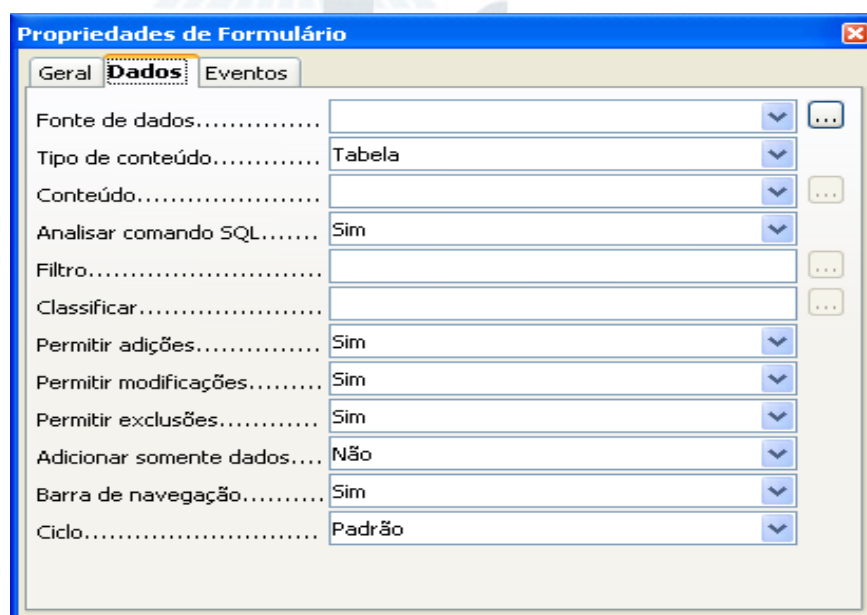 Propriedades de Formulário
Geral Dados Eventos
Fonte de dados............... ...
Tipo de conteúdo............. Tabela
Conteúdo...................... ...
Analisar comando SQL....... Sim
Filtro........................... ...
Classificar...................... ...
Permitir adições............... Sim
Permitir modificações......... Sim
Permitir exclusões............ Sim
Adicionar somente dados.... Não
Barra de navegação.......... Sim
Ciclo............................ Padrão